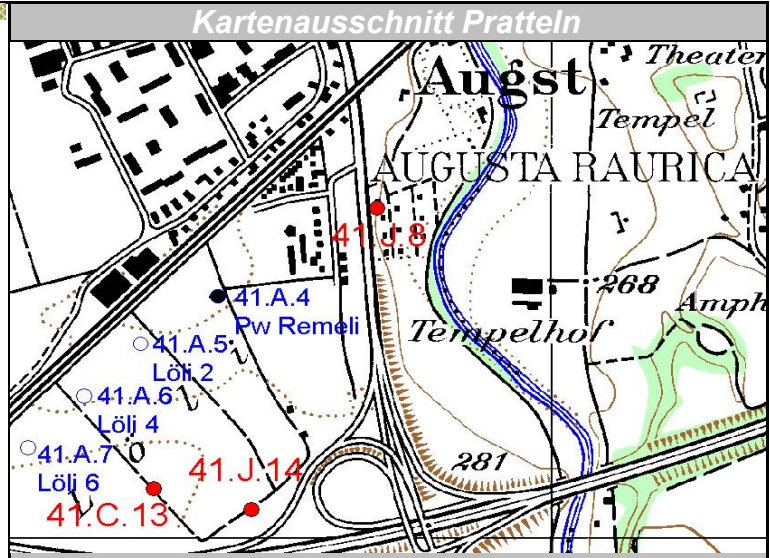 Kartenausschnitt Pratteln
Theater
Augst
Tempel
AUGUSTA RAURICA
41.J.8
268
41.A.4
Pw Remeli
Amph
Tempelhof
41.A.5
Löli 2
41.A.6
Löli 4
41.A.7
Löli 6
281
41.J.14
41.C.13
L ö l i